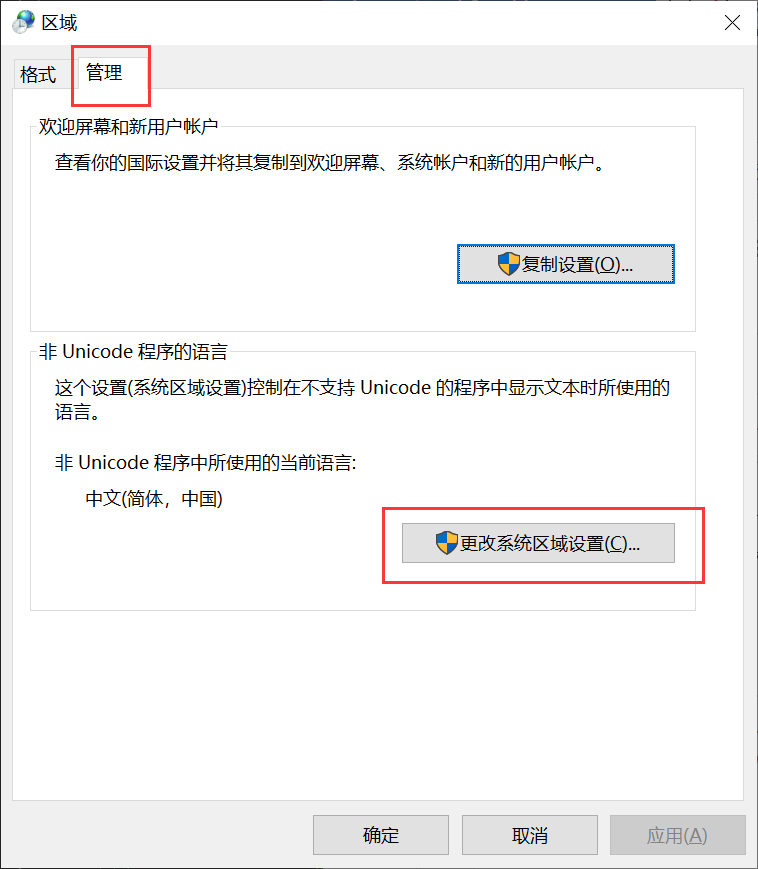 区域
格式
管理
欢迎屏幕和新用户帐户
查看你的国际设置并将其复制到欢迎屏幕、系统帐户和新的用户帐户。
复制设置(O)...
非 Unicode 程序的语言
这个设置(系统区域设置)控制在不支持 Unicode 的程序中显示文本时所使用的
语言。
非 Unicode 程序中所使用的当前语言:
中文(简体，中国)
更改系统区域设置(C)...
确定
取消
应用(A)